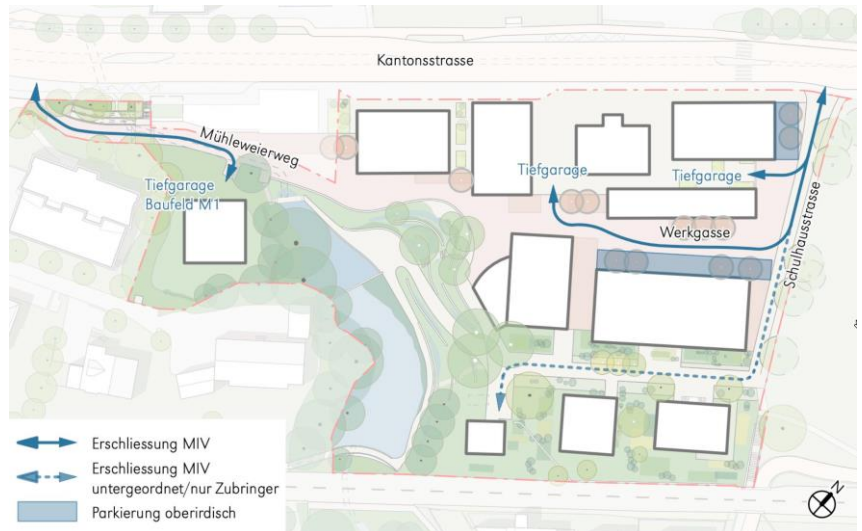 Kantonsstrasse
Mühleweierweg
Tiefgarage
Baufeld M1
Tiefgarage
Tiefgarage
Werkgasse
Schulhausstrasse
Erschliessung MIV
Erschliessung MIV
untergeordnet/nur Zubringer
Parkierung oberirdisch
N